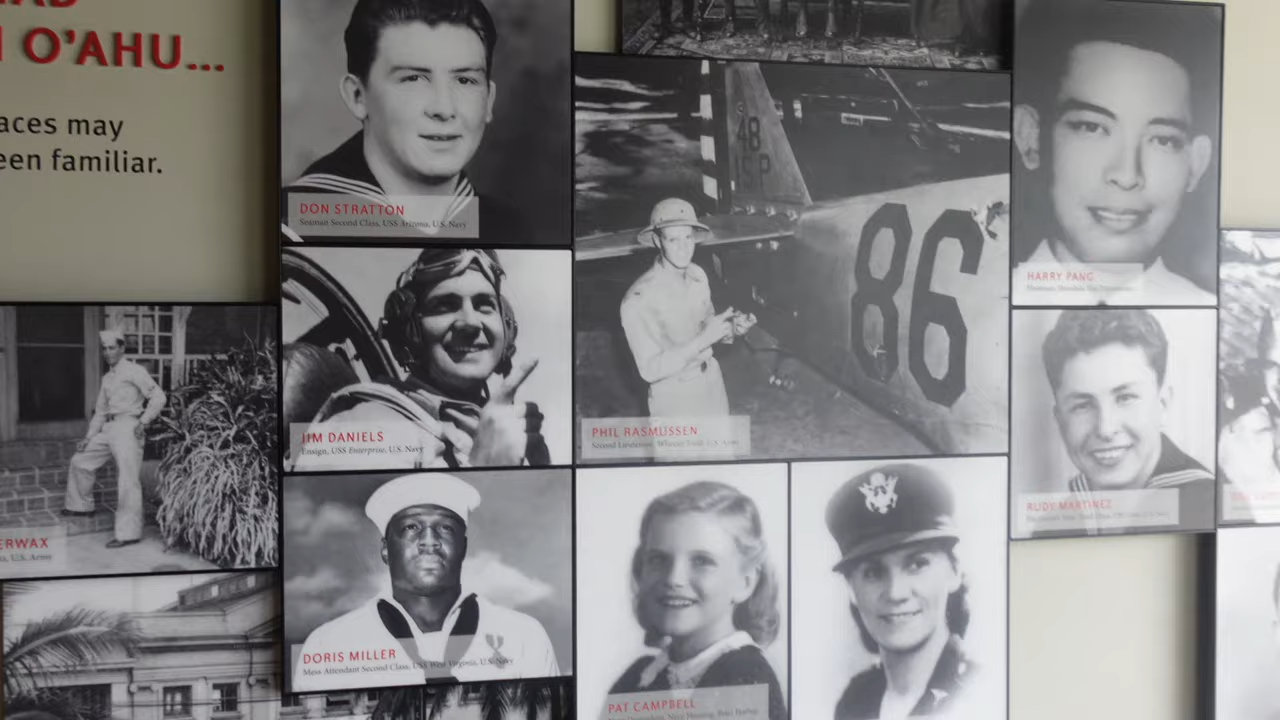 O'AHU...
aces may
een familiar.
DON STRATTON
Seaman Second Class, USS Arizona, U.S. Navy
48
86
HARRY PANG
JIM DANIELS
Ensign, USS Enterprise, U.S. Navy
PHIL RASMUSSEN
Second Lieutenant, Wheeler Field, U.S. Army
RUDY MARTINEZ
ERWAX
U.S. Army
DORIS MILLER
Mess Attendant Second Class, USS West Virginia, U.S. Navy
PAT CAMPBELL